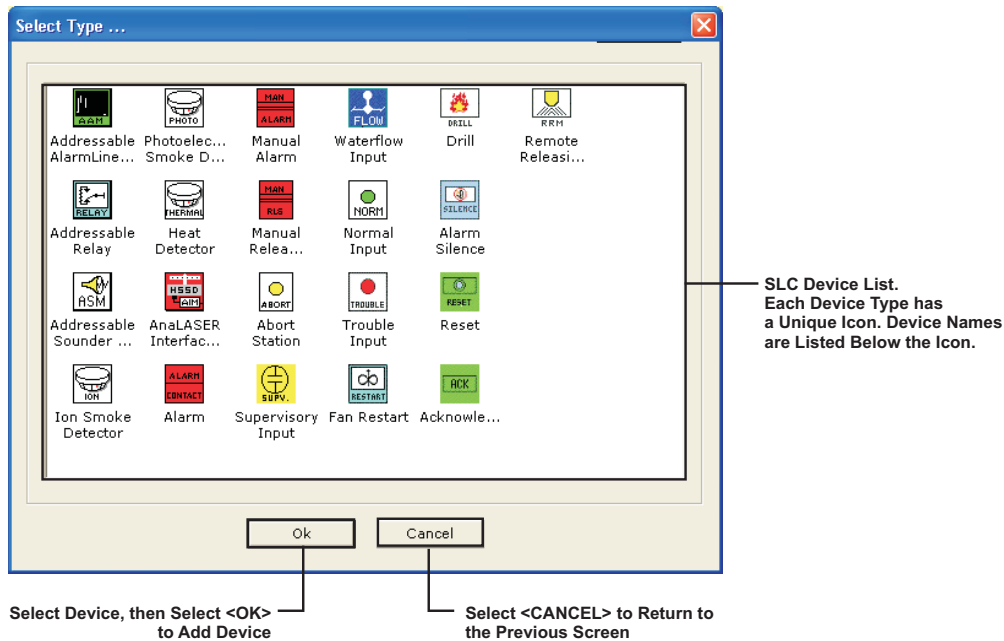 Select Type ...
AAM
PHOTO
MAN
ALARM
FLOW
DRILL
RRM
Addressable
AlarmLine...
Photoelec...
Smoke D...
Manual
Alarm
Waterflow
Input
Drill
Remote
Releasi...
RELAY
THERMAL
MAN
RLS
NORM
SILENCE
Addressable
Relay
Heat
Detector
Manual
Relea...
Normal
Input
Alarm
Silence
ASM
HSSD
AIM
ABORT
TROUBLE
RESET
Addressable
Sounder ...
AnaLASER
Interfac...
Abort
Station
Trouble
Input
Reset
ION
ALARM
CONTACT
SUPV.
RESTART
ACK
Ion Smoke
Detector
Alarm
Supervisory
Input
Fan Restart
Acknowle...
SLC Device List.
Each Device Type has
a Unique Icon. Device Names
are Listed Below the Icon.
Ok
Cancel
Select Device, then Select <OK>
to Add Device
Select <CANCEL> to Return to
the Previous Screen